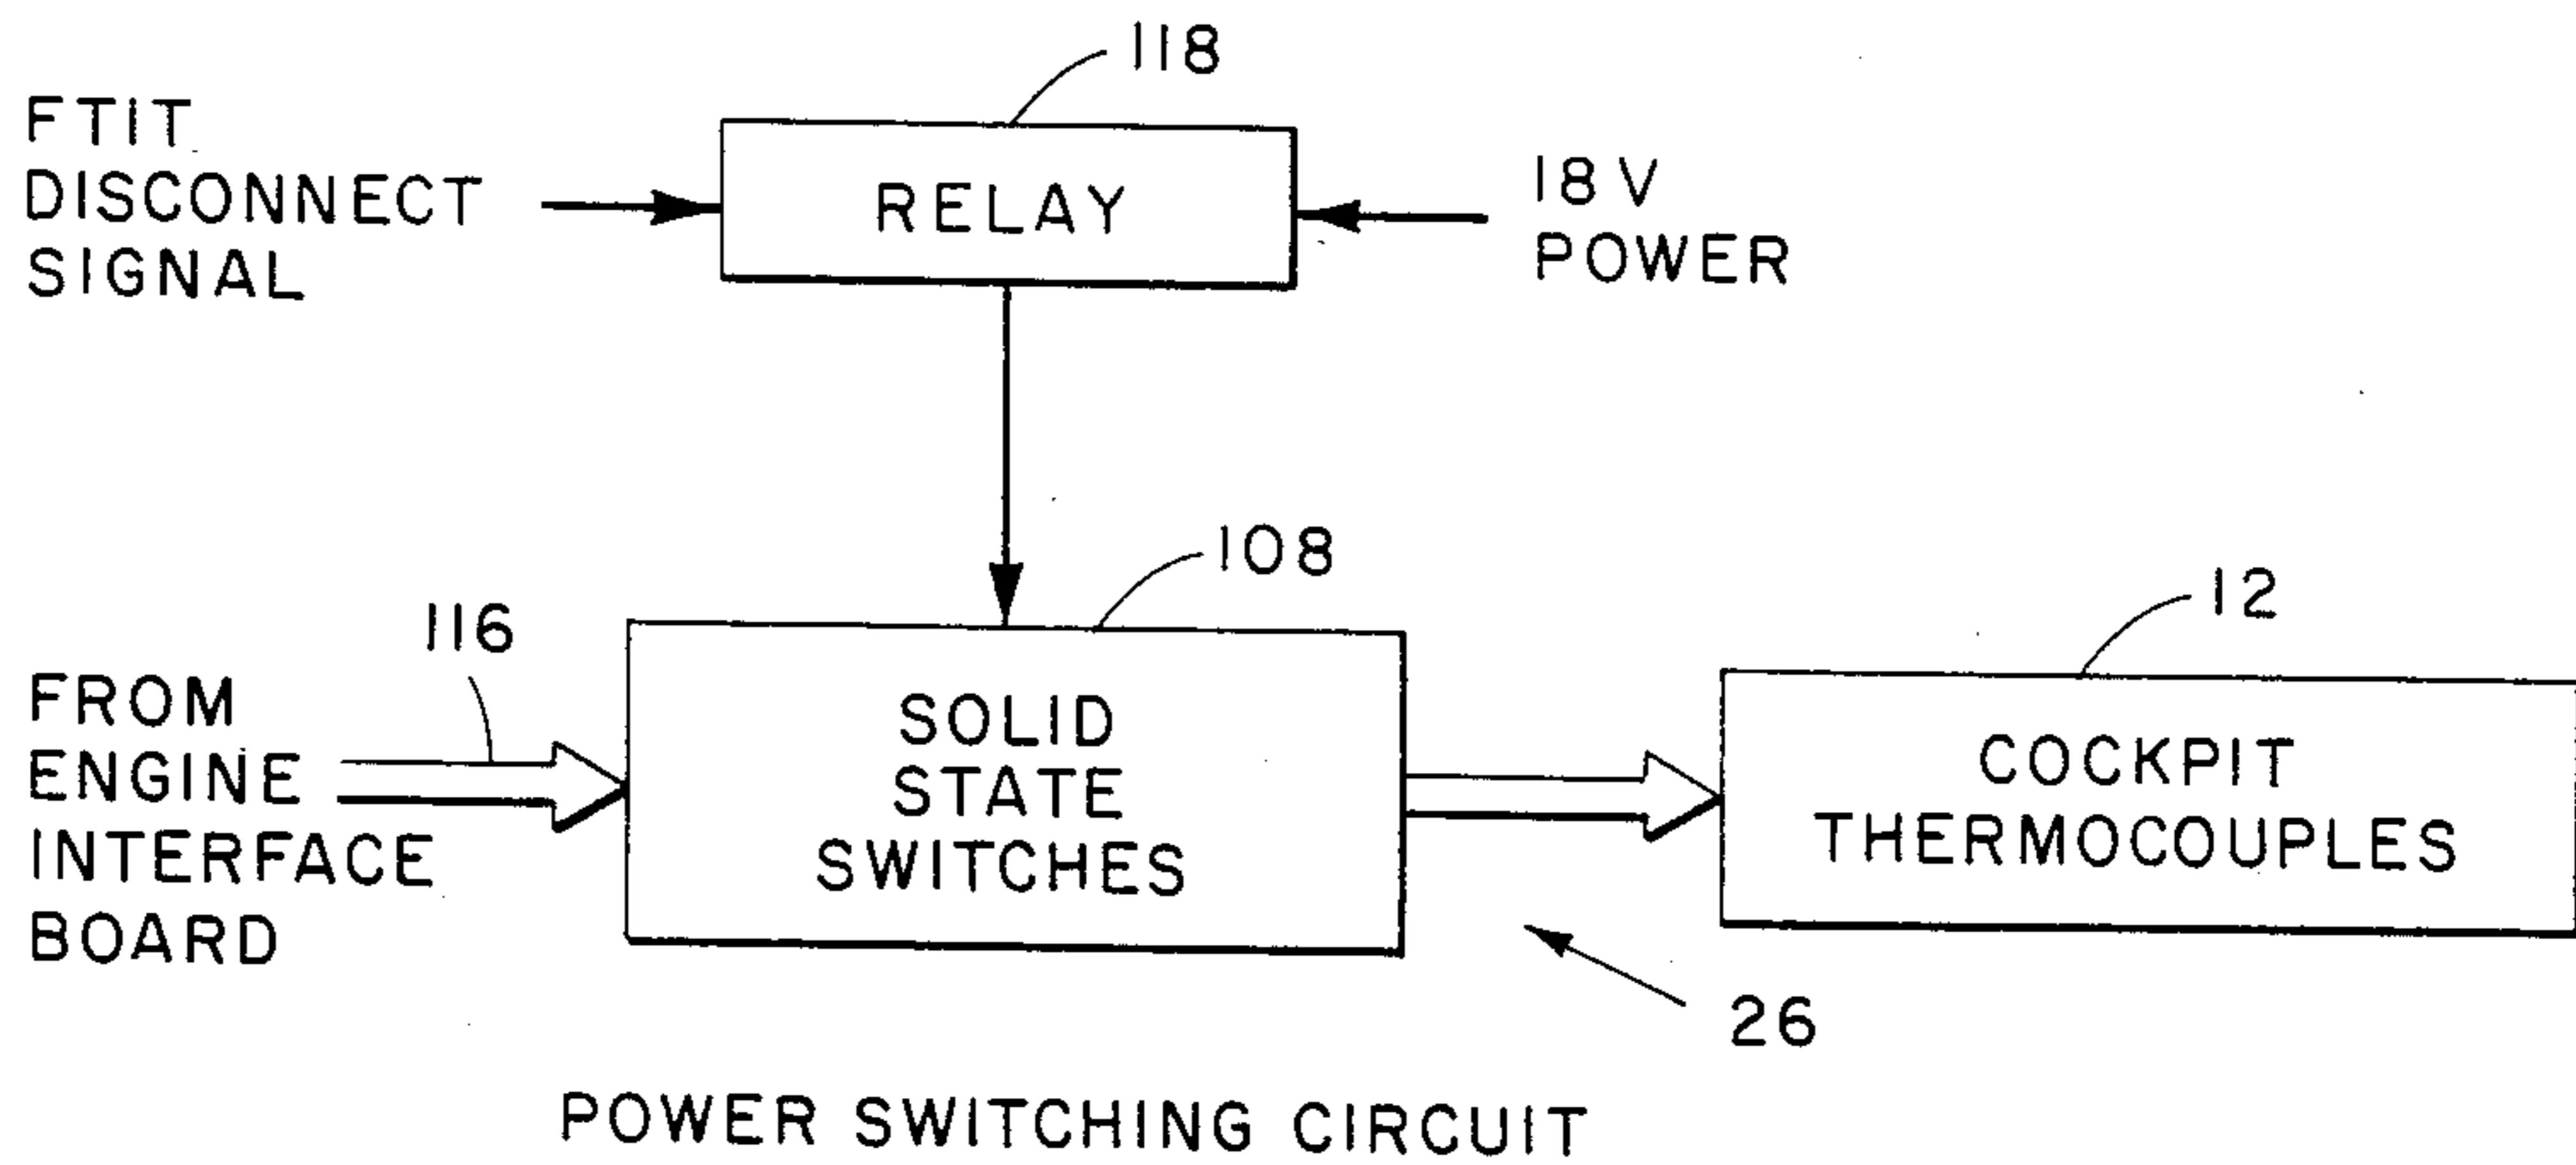 118
FTIT
DISCONNECT
SIGNAL
RELAY
18 V
POWER
108
116
12
FROM
ENGINE
INTERFACE
BOARD
SOLID
STATE
SWITCHES
COCKPIT
THERMOCOUPLES
26
POWER SWITCHING CIRCUIT